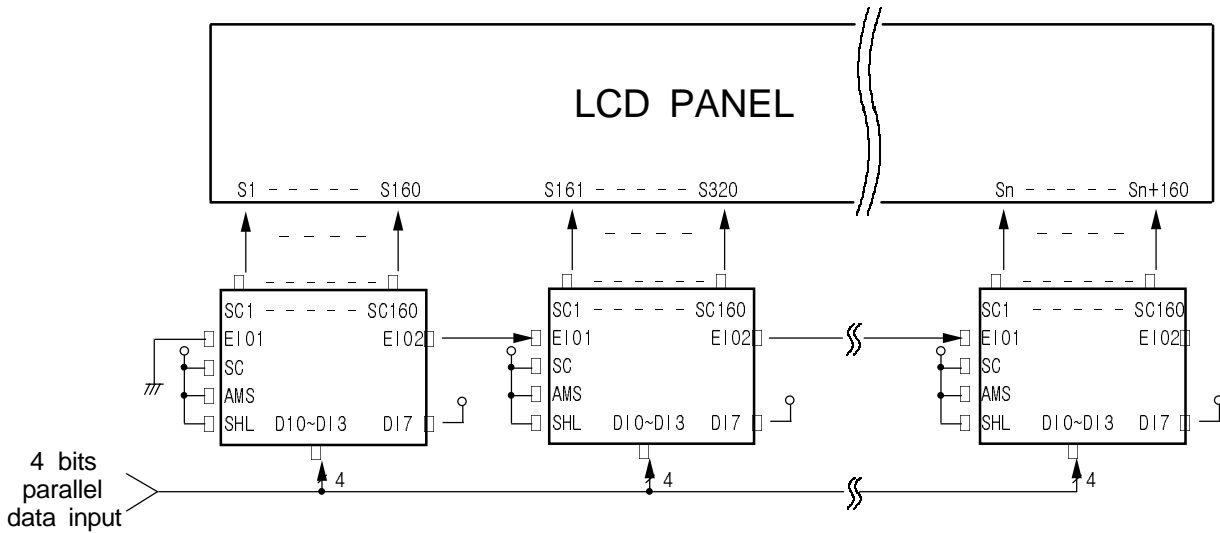 LCD PANEL
S1 - - - - - S160 S161 - - - - - S320 Sn - - - - - Sn+160
SC1 - - - - - SC160 SC1 - - - - - SC160 SC1 - - - - - SC160
EIO1 EIO2 EIO1 EIO2 EIO1 EIO2
SC SC SC
AMS AMS AMS
SHL D10~DI3 DI7 SHL DI0~DI3 DI7 SHL DI0~DI3 DI7
4 bits
parallel
data input
4 4 4